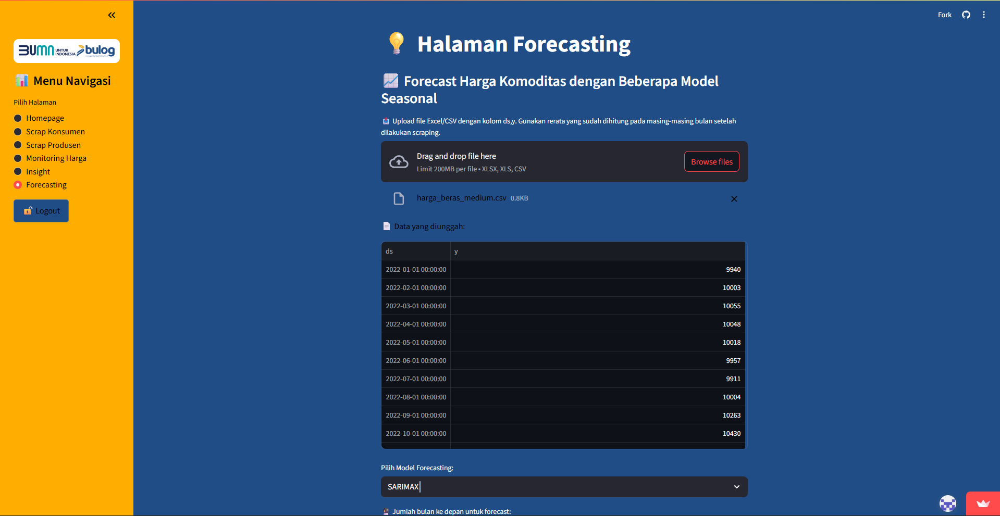 Fork
BUMN UNTUK INDONESIA bulog
Menu Navigasi
Pilih Halaman
Homepage
Scrap Konsumen
Scrap Produsen
Monitoring Harga
Insight
Forecasting
Logout
Halaman Forecasting
Forecast Harga Komoditas dengan Beberapa Model
Seasonal
Upload file Excel/CSV dengan kolom ds,y. Gunakan rerata yang sudah dihitung pada masing-masing bulan setelah
dilakukan scraping.
Drag and drop file here
Limit 200MB per file • XLSX, XLS, CSV
Browse files
harga_beras_medium.csv 0.8KB
Data yang diunggah:
ds y
2022-01-01 00:00:00 9940
2022-02-01 00:00:00 10003
2022-03-01 00:00:00 10055
2022-04-01 00:00:00 10048
2022-05-01 00:00:00 10018
2022-06-01 00:00:00 9957
2022-07-01 00:00:00 9911
2022-08-01 00:00:00 10004
2022-09-01 00:00:00 10263
2022-10-01 00:00:00 10430
Pilih Model Forecasting:
SARIMAX
Jumlah bulan ke depan untuk forecast: